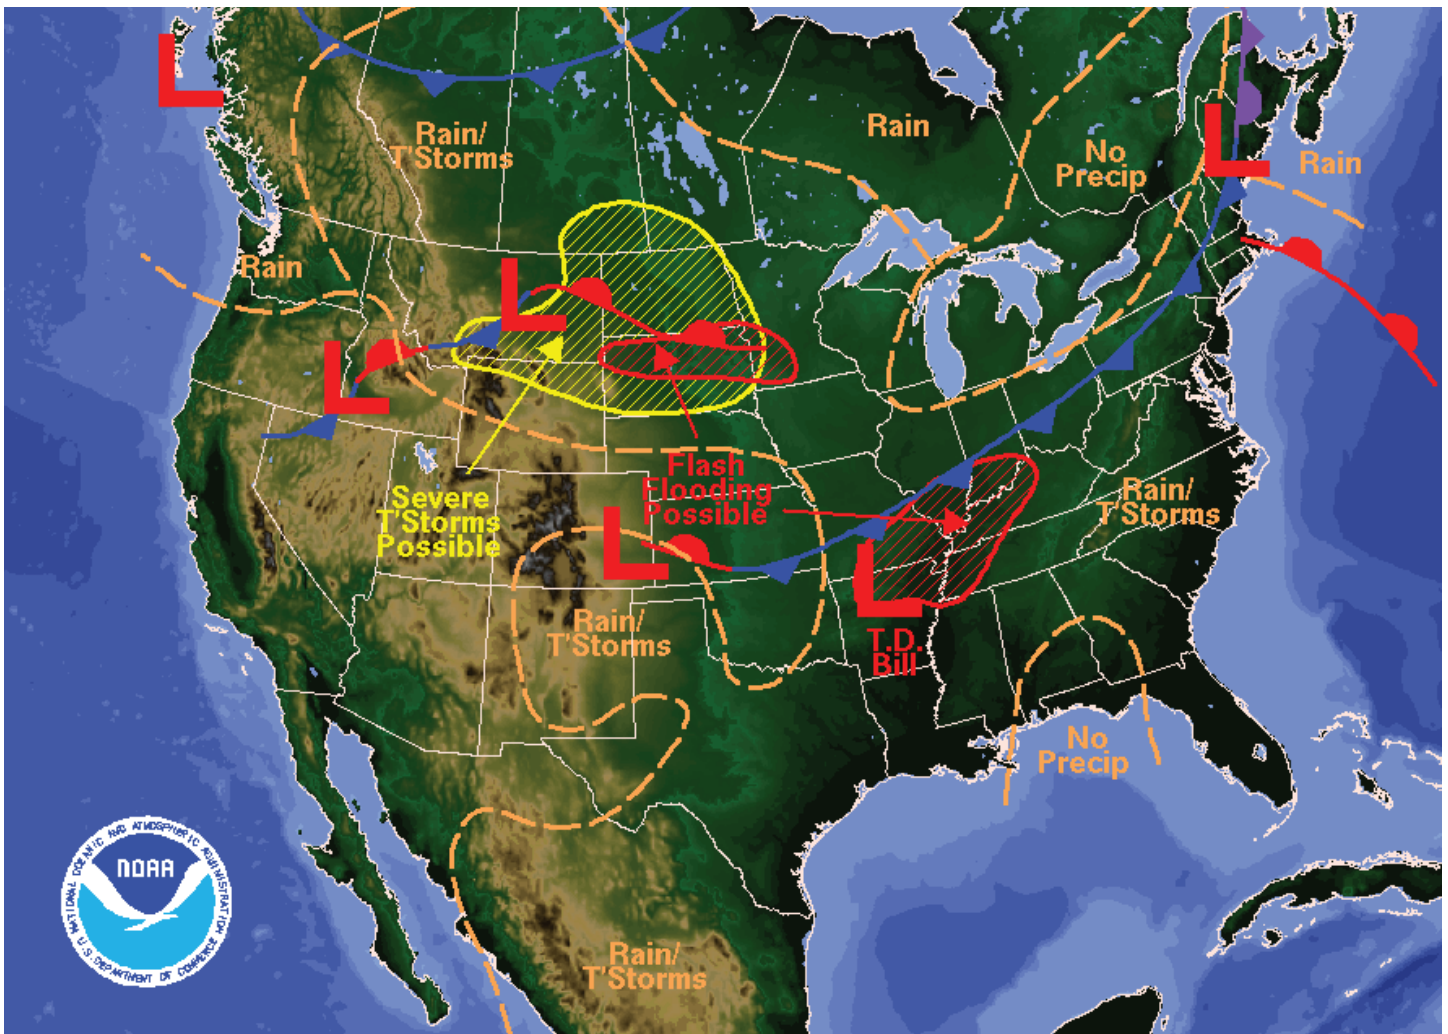 L
Rain/
T'Storms
Rain
No
Precip
L
Rain
Rain
L
L
Severe
T'Storms
Possible
Flash
Flooding
Possible
Rain/
T'Storms
L
L
T.D.
Bill
Rain/
T'Storms
No
Precip
Rain/
T'Storms
NATIONAL OCEANIC AND ATMOSPHERIC ADMINISTRATION
NOAA
U.S. DEPARTMENT OF COMMERCE